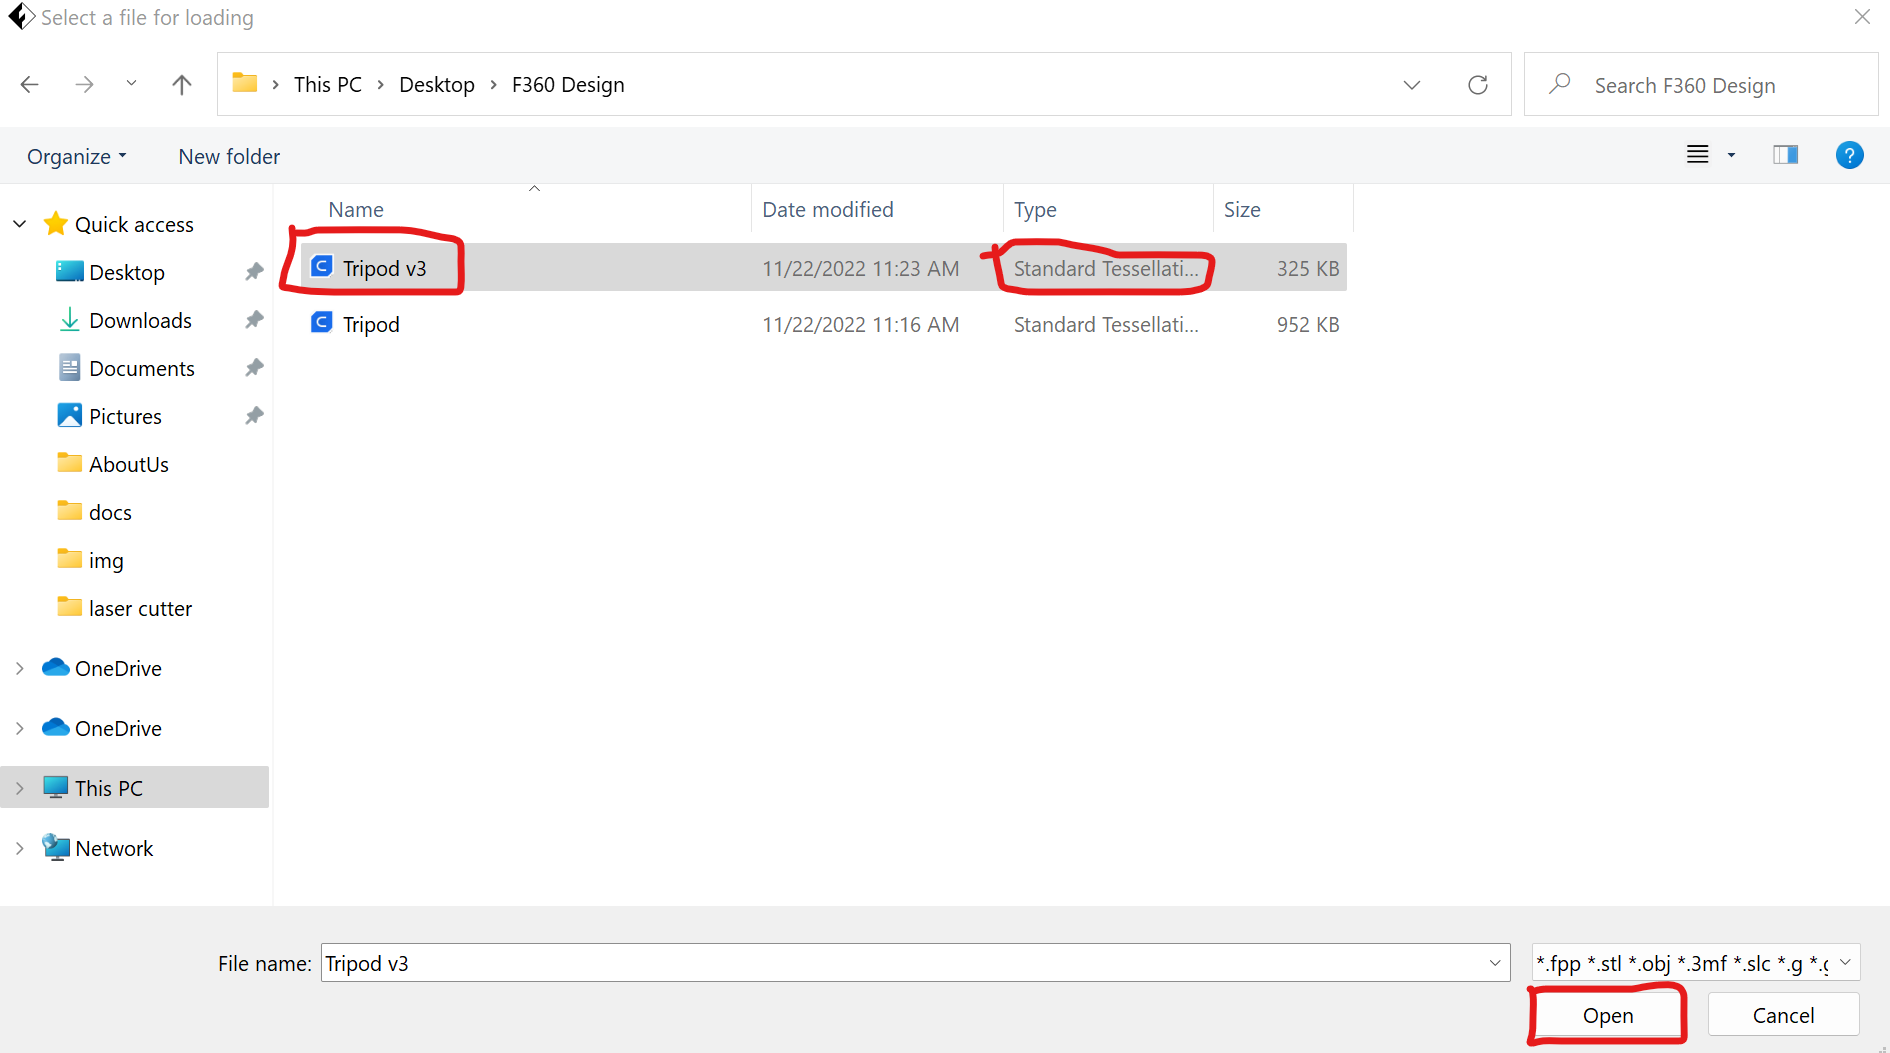 Select a file for loading
This PC > Desktop > F360 Design
Search F360 Design
Organize New folder
Name Date modified Type Size
Quick access
Desktop
Downloads
Documents
Pictures
AboutUs
docs
img
laser cutter
OneDrive
OneDrive
This PC
Network
Tripod v3 11/22/2022 11:23 AM Standard Tessellati... 325 KB
Tripod 11/22/2022 11:16 AM Standard Tessellati... 952 KB
File name: Tripod v3 *.fpp *.stl *.obj *.3mf *.slc *.g
Open Cancel